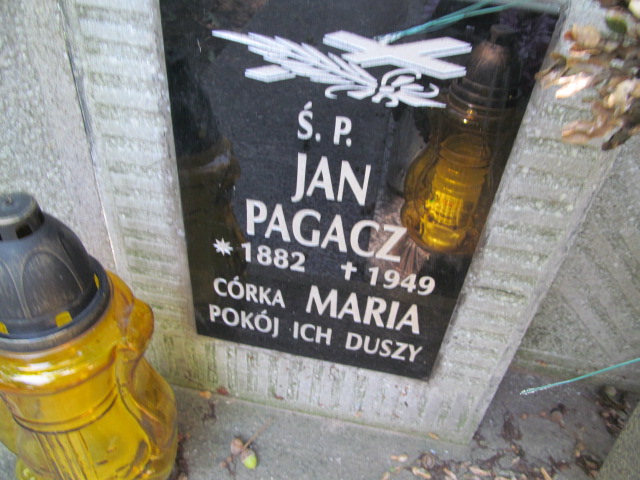 Ś. P.
JAN
PAGACZ
* 1882 † 1949
CÓRKA MARIA
POKÓJ ICH DUSZY